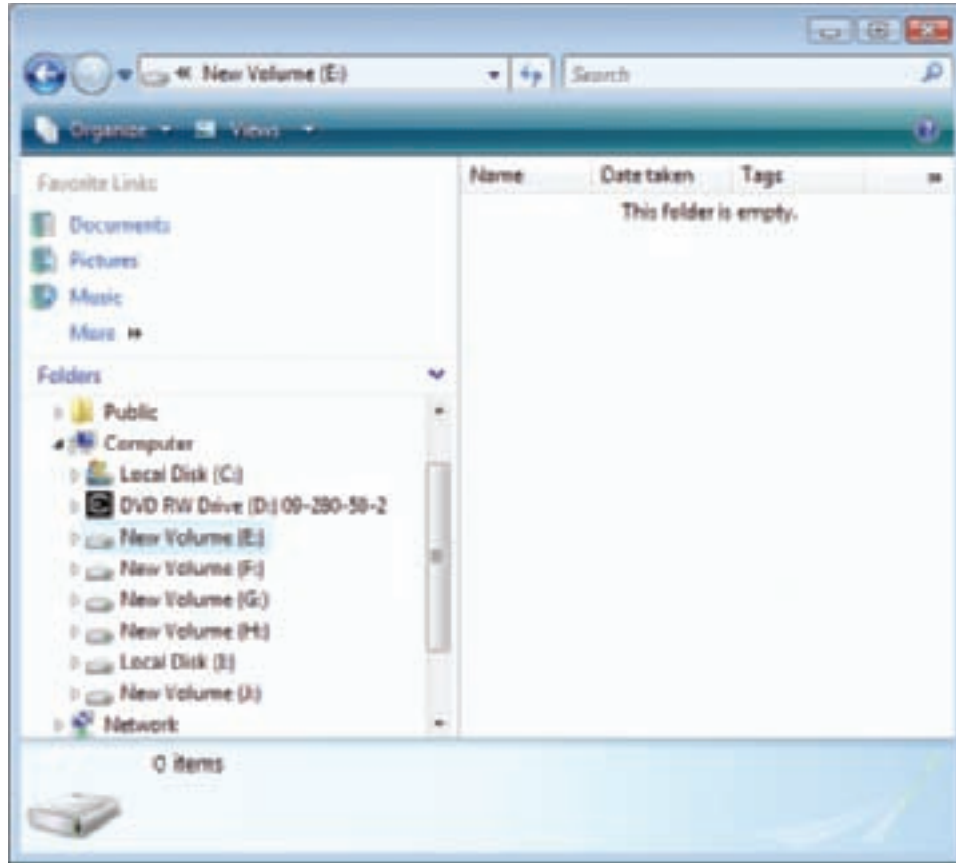 « New Volume (E:)
Search
Organize Views
Favorite Links
Documents
Pictures
Music
More »
Folders
Public
Computer
Local Disk (C:)
DVD RW Drive (D:) 09-280-58-2
New Volume (E:)
New Volume (F:)
New Volume (G:)
New Volume (H:)
Local Disk (I:)
New Volume (J:)
Network
Name Date taken Tags »
This folder is empty.
0 items